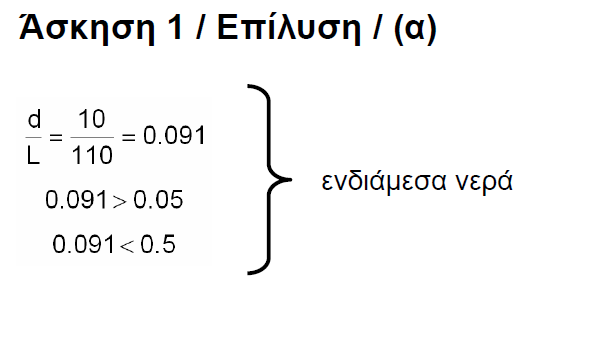 Άσκηση 1 / Επίλυση / (α)
d/L = 10/110 = 0.091
0.091 > 0.05
0.091 < 0.5
ενδιάμεσα νερά